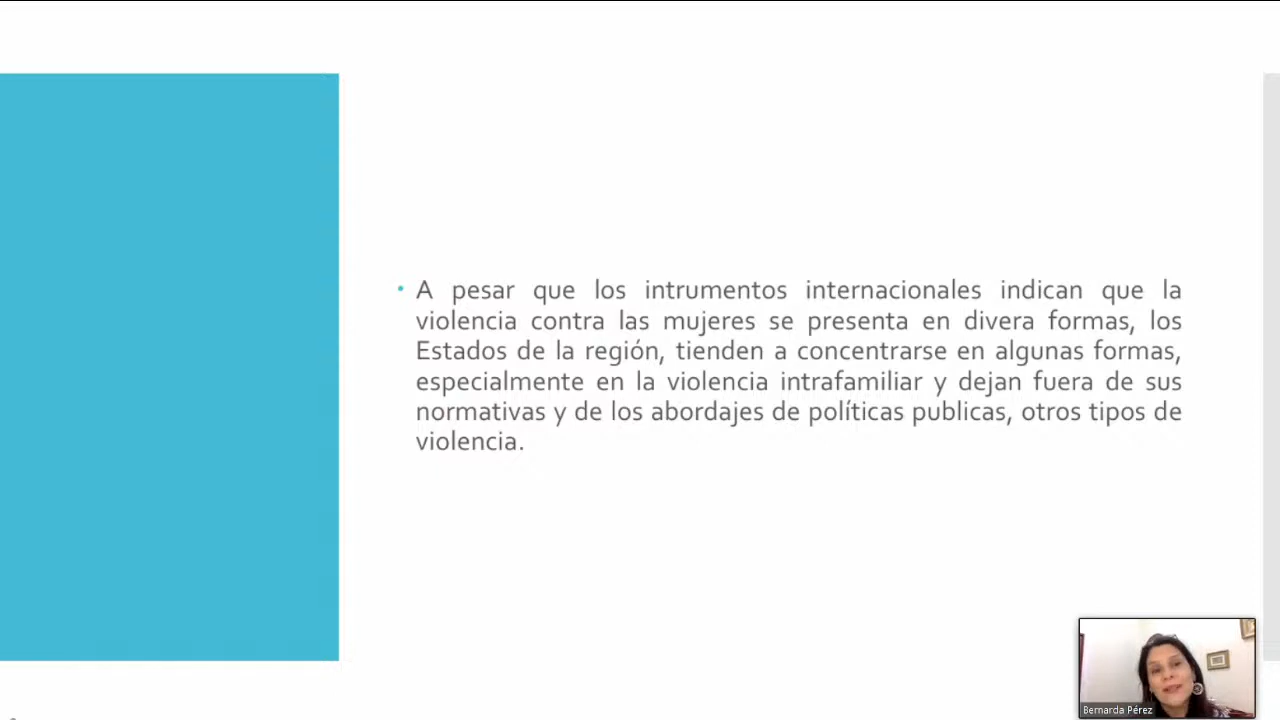 • A pesar que los intrumentos internacionales indican que la
violencia contra las mujeres se presenta en divera formas, los
Estados de la región, tienden a concentrarse en algunas formas,
especialmente en la violencia intrafamiliar y dejan fuera de sus
normativas y de los abordajes de políticas publicas, otros tipos de
violencia.
Bernarda Pérez